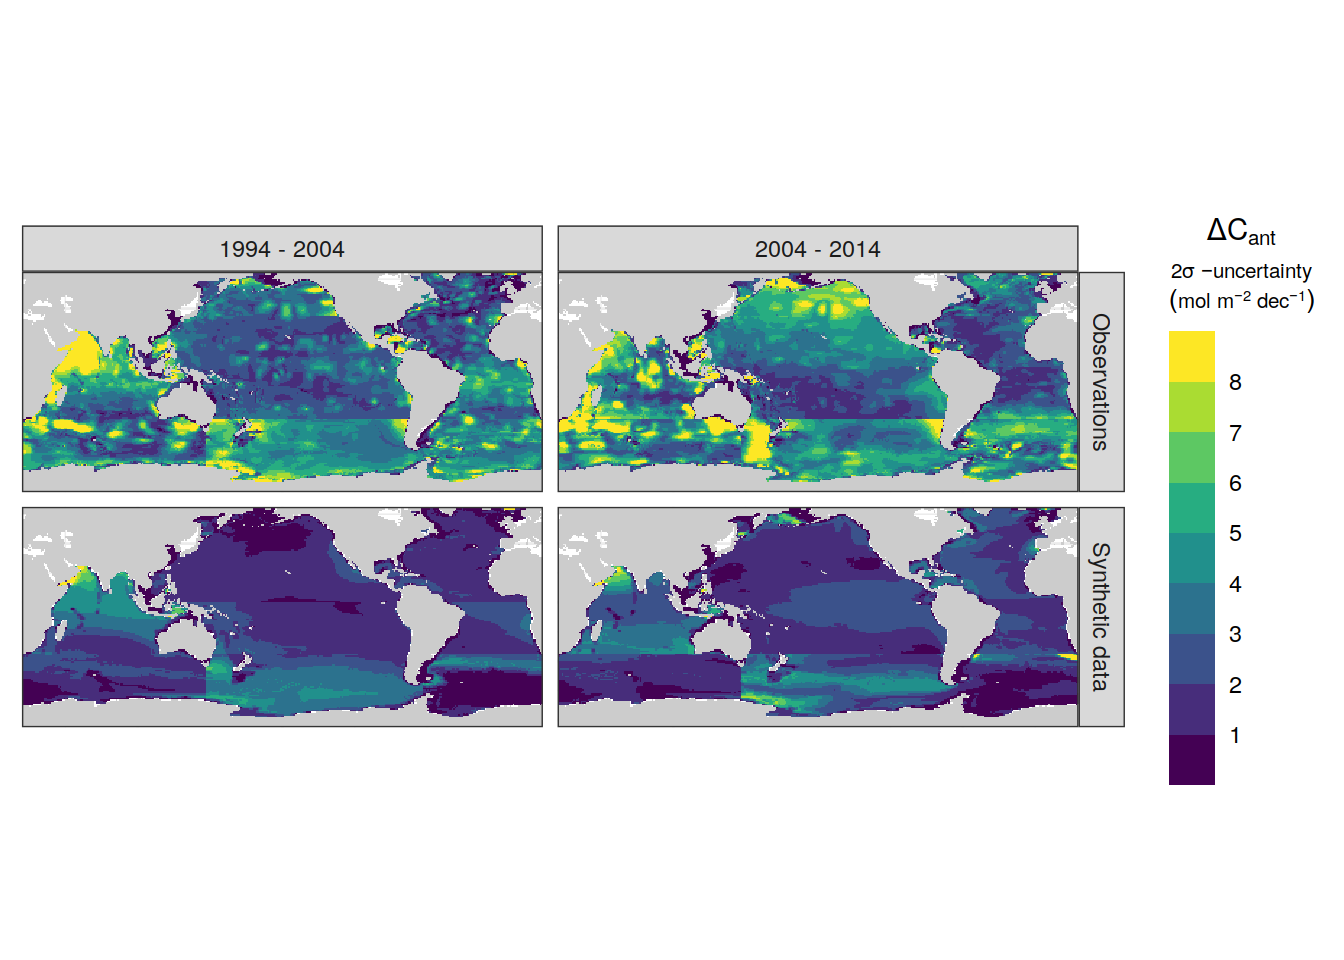 1994 - 2004
2004 - 2014
Observations
Synthetic data
ΔCant
2σ −uncertainty
(mol m−2 dec−1)
8
7
6
5
4
3
2
1